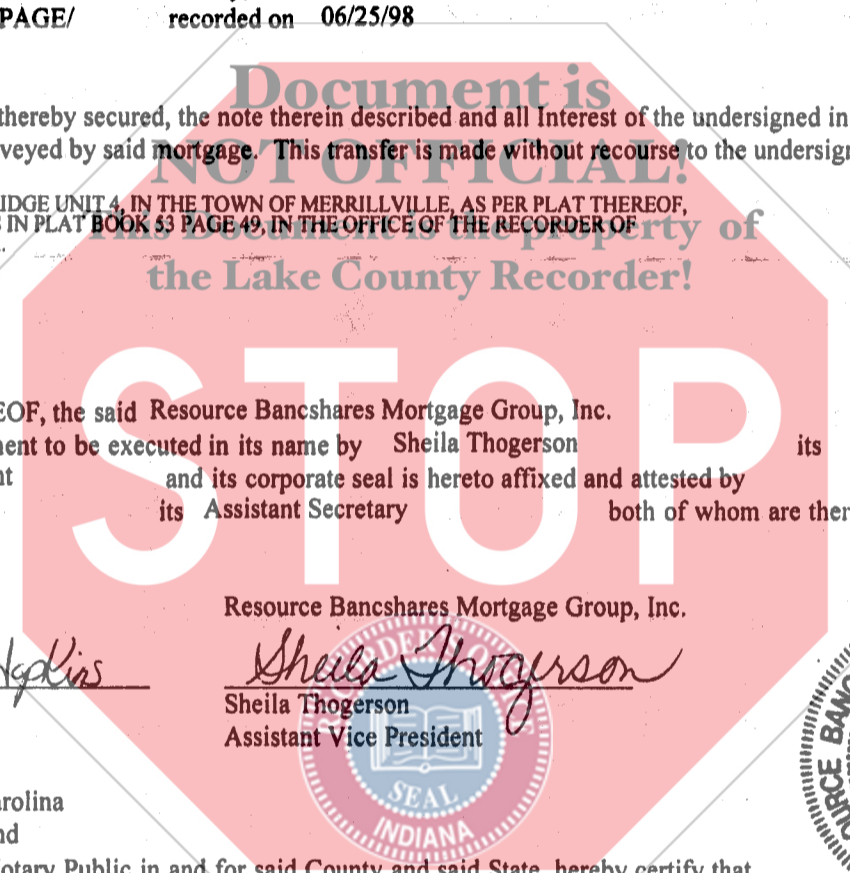 PAGE/ recorded on 06/25/98
Document is
thereby secured, the note therein described and all Interest of the undersigned in
NOT OFFICIAL!
veyed by said mortgage. This transfer is made without recourse to the undersign
IDGE UNIT 4, IN THE TOWN OF MERRILLVILLE, AS PER PLAT THEREOF,
IN PLAT BOOK 53 PAGE 49, IN THE OFFICE OF THE RECORDER OF
This Document is the property of
the Lake County Recorder!
STOP
EOF, the said Resource Bancshares Mortgage Group, Inc.
ent to be executed in its name by Sheila Thogerson its
nt and its corporate seal is hereto affixed and attested by
its Assistant Secretary both of whom are ther
Resource Bancshares Mortgage Group, Inc.
Hopkins Sheila Thogerson
Sheila Thogerson
Assistant Vice President
RECORDER OF
SEAL
INDIANA
URCE BANC
arolina
nd
otary Public in and for said County and said State, hereby certify that